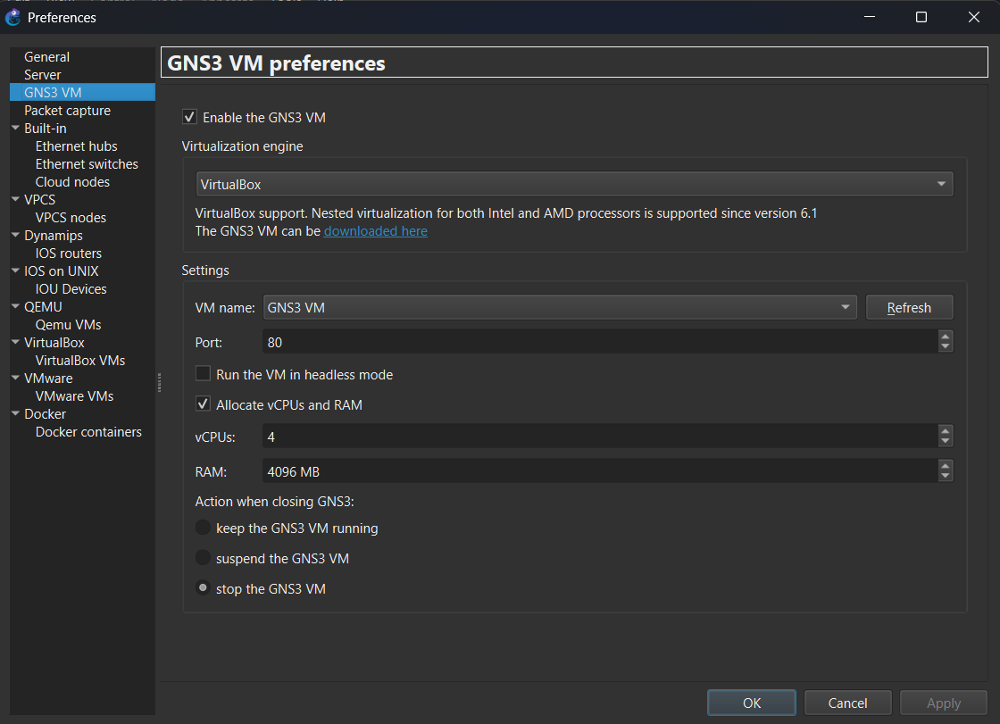 Preferences
General
Server
GNS3 VM
Packet capture
Built-in
Ethernet hubs
Ethernet switches
Cloud nodes
VPCS
VPCS nodes
Dynamips
IOS routers
IOS on UNIX
IOU Devices
QEMU
Qemu VMs
VirtualBox
VirtualBox VMs
VMware
VMware VMs
Docker
Docker containers
GNS3 VM preferences
Enable the GNS3 VM
Virtualization engine
VirtualBox
VirtualBox support. Nested virtualization for both Intel and AMD processors is supported since version 6.1
The GNS3 VM can be downloaded here
Settings
VM name: GNS3 VM Refresh
Port: 80
Run the VM in headless mode
Allocate vCPUs and RAM
vCPUs: 4
RAM: 4096 MB
Action when closing GNS3:
keep the GNS3 VM running
suspend the GNS3 VM
stop the GNS3 VM
OK Cancel Apply